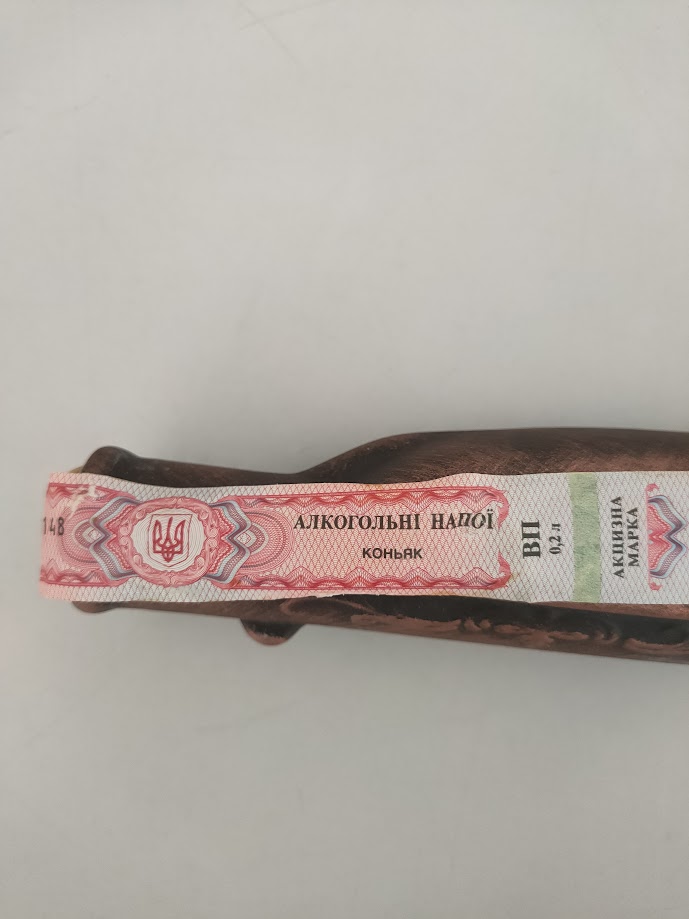 148
АЛКОГОЛЬНІ НАПОЇ
КОНЬЯК
ВП
0,2 л
АКЦИЗНА
МАРКА